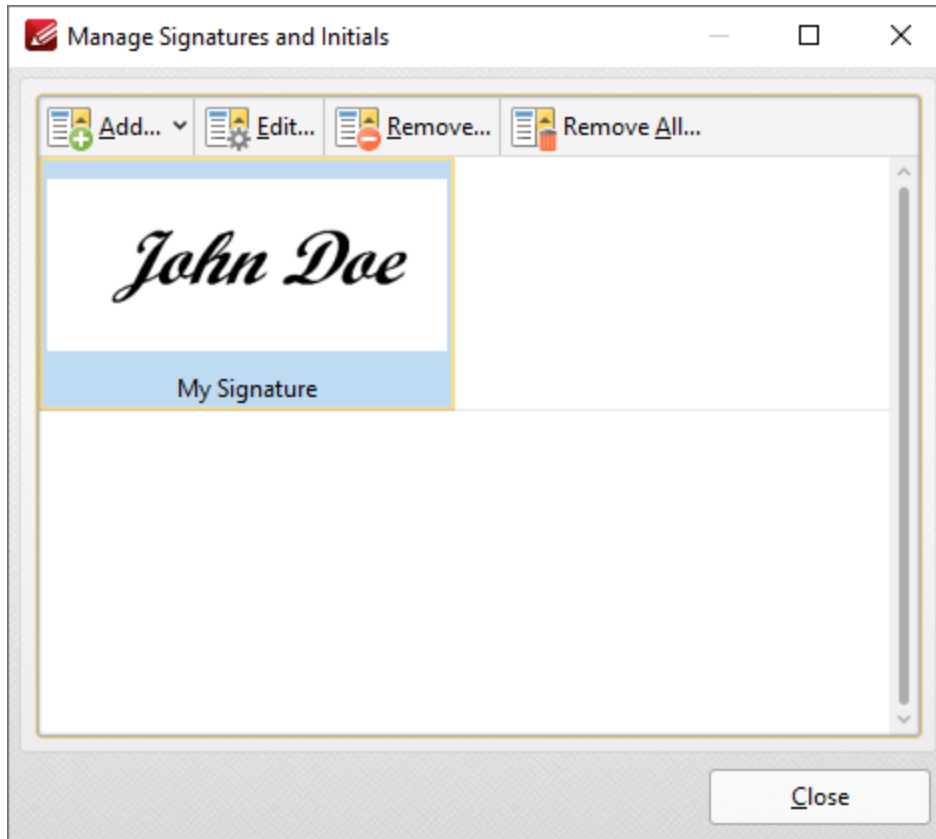 Manage Signatures and Initials
Add... Edit... Remove... Remove All...
John Doe
My Signature
Close